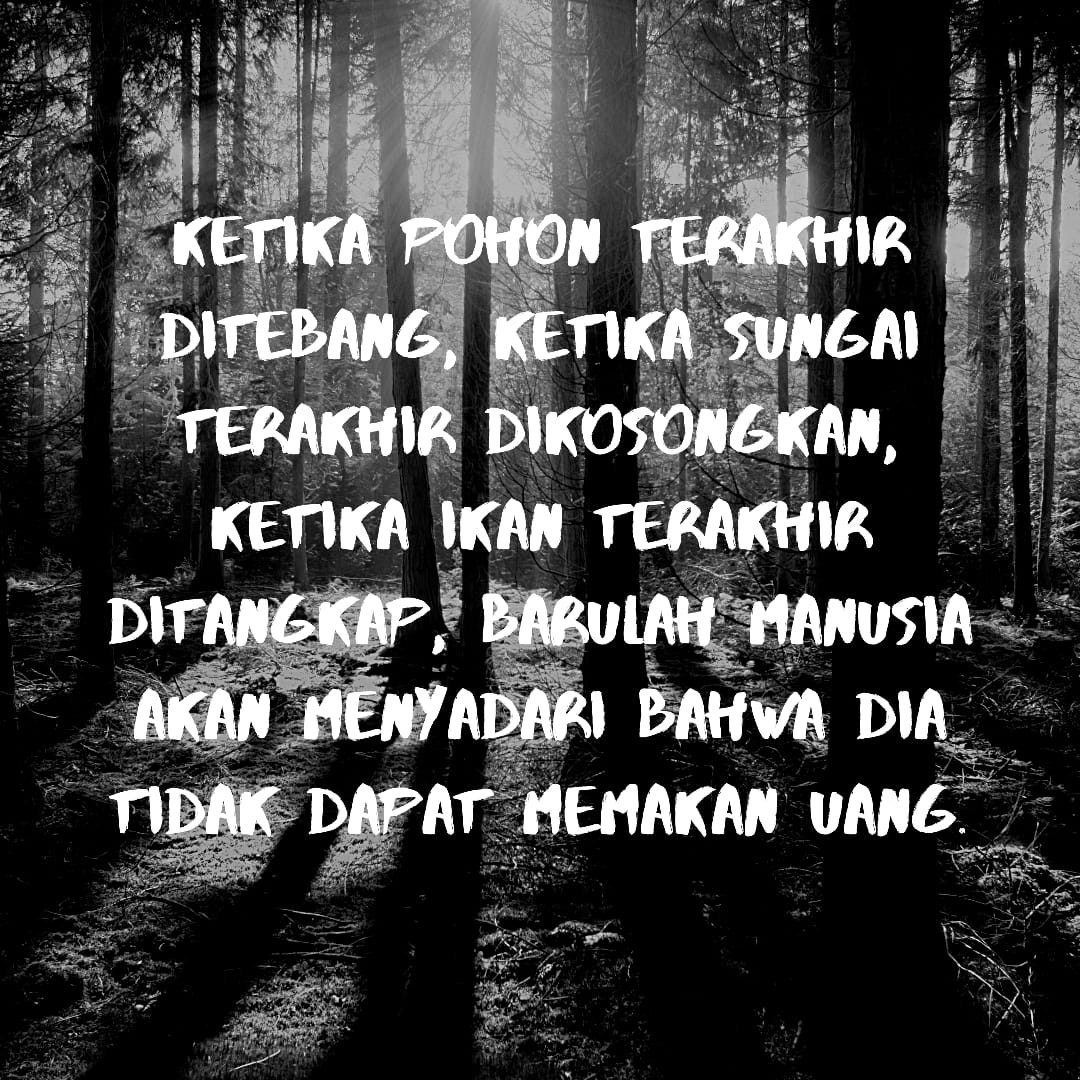 KETIKA POHON TERAKHIR
DITEBANG, KETIKA SUNGAI
TERAKHIR DIKOSONGKAN,
KETIKA IKAN TERAKHIR
DITANGKAP, BARULAH MANUSIA
AKAN MENYADARI BAHWA DIA
TIDAK DAPAT MEMAKAN UANG.